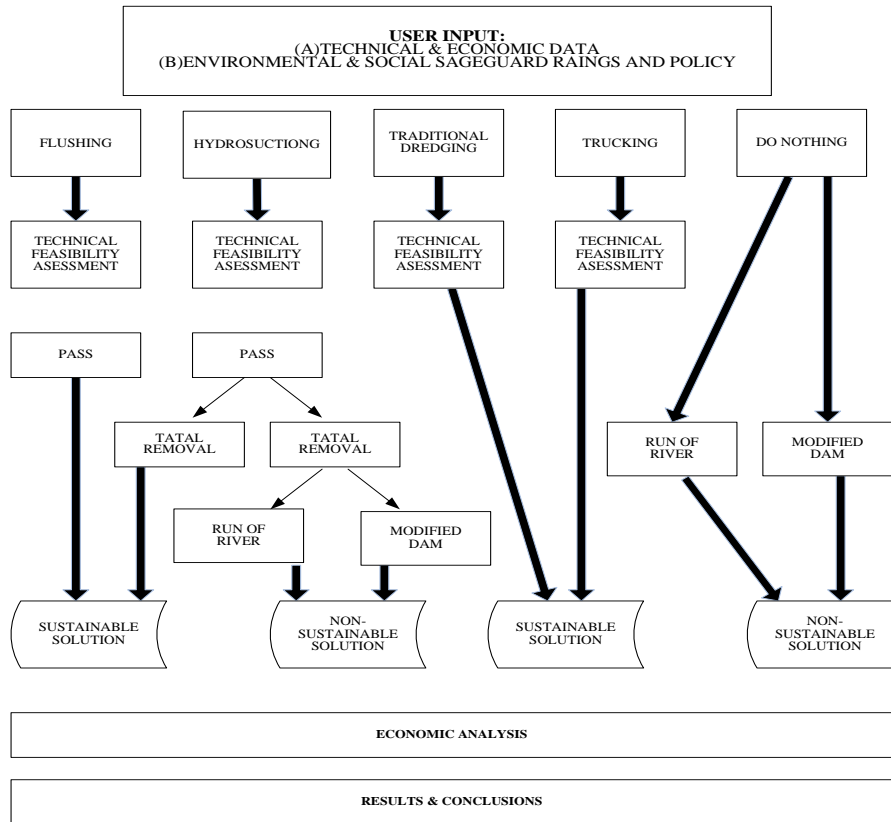 USER INPUT:
(A)TECHNICAL & ECONOMIC DATA
(B)ENVIRONMENTAL & SOCIAL SAGEGUARD RAINGS AND POLICY
FLUSHING
HYDROSUCTIONG
TRADITIONAL
DREDGING
TRUCKING
DO NOTHING
TECHNICAL
FEASIBILITY
ASESSMENT
TECHNICAL
FEASIBILITY
ASESSMENT
TECHNICAL
FEASIBILITY
ASESSMENT
TECHNICAL
FEASIBILITY
ASESSMENT
PASS
PASS
TATAL
REMOVAL
TATAL
REMOVAL
RUN OF
RIVER
MODIFIED
DAM
RUN OF
RIVER
MODIFIED
DAM
SUSTAINABLE
SOLUTION
NON-
SUSTAINABLE
SOLUTION
SUSTAINABLE
SOLUTION
NON-
SUSTAINABLE
SOLUTION
ECONOMIC ANALYSIS
RESULTS & CONCLUSIONS